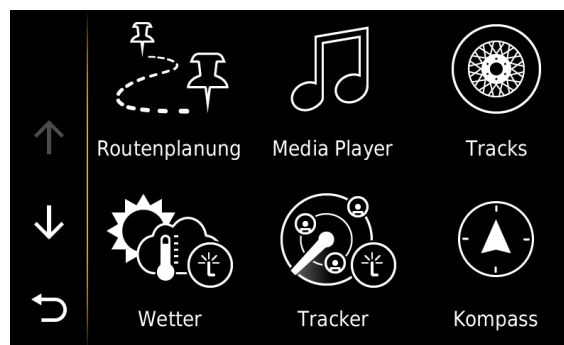 Routenplanung
Media Player
Tracks
Wetter
Tracker
Kompass